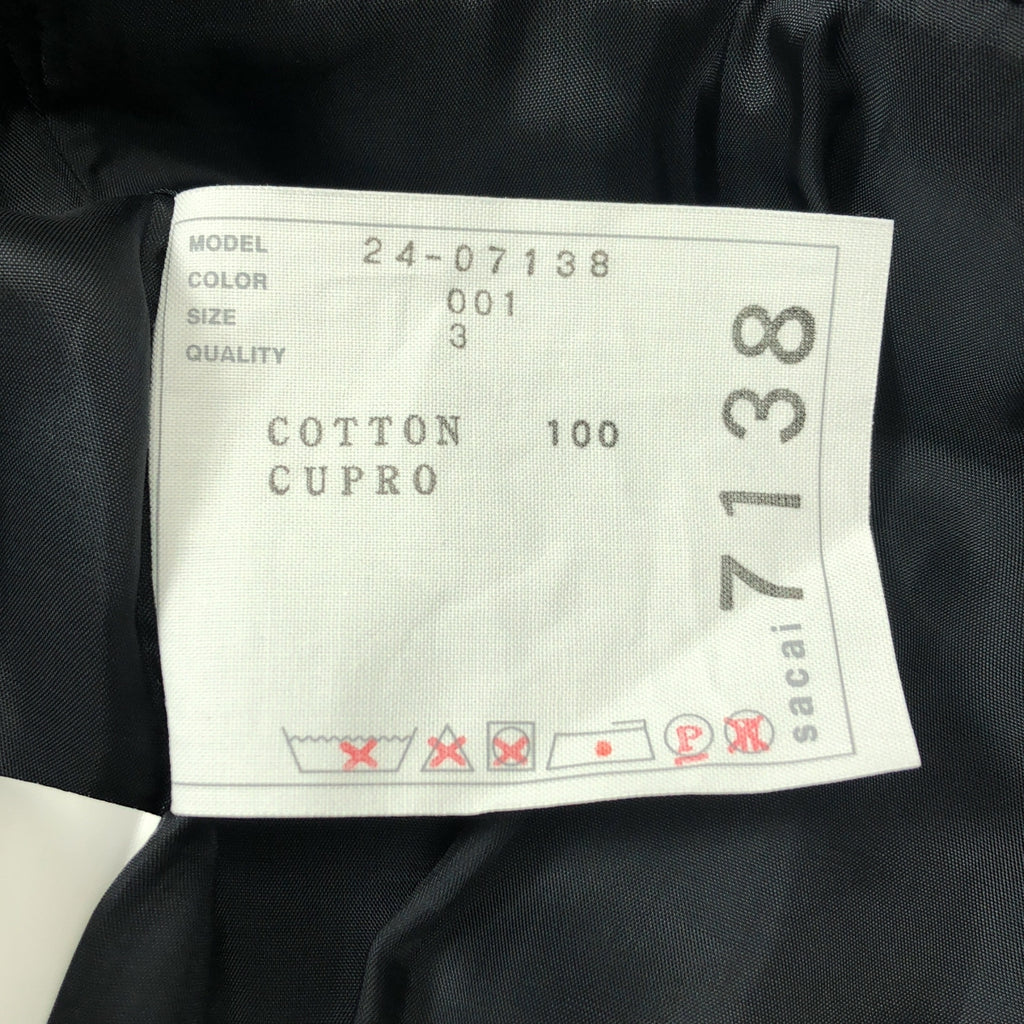 MODEL 24-07138
COLOR 001
SIZE 3
QUALITY
COTTON 100
CUPRO
sacai 7138
P